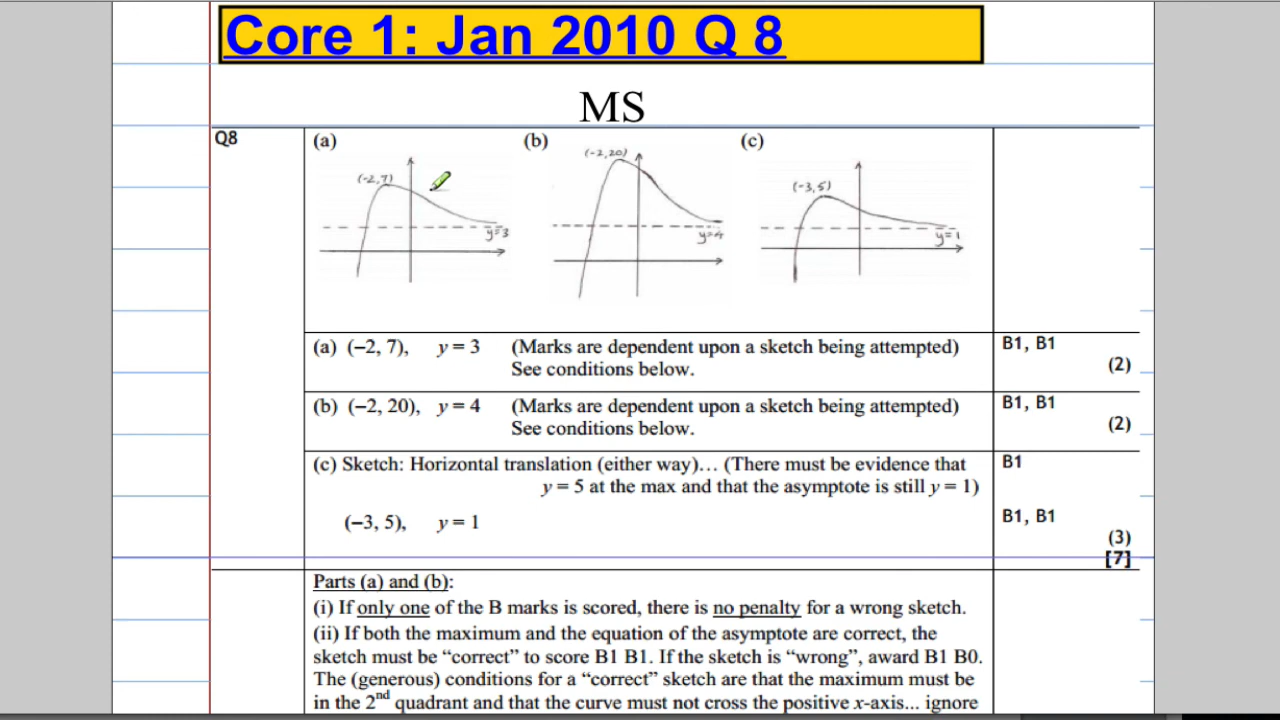 Core 1: Jan 2010 Q 8
MS
Q8
(a)
(b)
(c)
(-2,7)
y=3
(-2,20)
y=4
(-3,5)
y=1
(a) (–2, 7), y = 3 (Marks are dependent upon a sketch being attempted)
See conditions below.
B1, B1
(2)
(b) (–2, 20), y = 4 (Marks are dependent upon a sketch being attempted)
See conditions below.
B1, B1
(2)
(c) Sketch: Horizontal translation (either way)… (There must be evidence that
y = 5 at the max and that the asymptote is still y = 1)
B1
(–3, 5), y = 1
B1, B1
(3)
[7]
Parts (a) and (b):
(i) If only one of the B marks is scored, there is no penalty for a wrong sketch.
(ii) If both the maximum and the equation of the asymptote are correct, the
sketch must be “correct” to score B1 B1. If the sketch is “wrong”, award B1 B0.
The (generous) conditions for a “correct” sketch are that the maximum must be
in the 2nd quadrant and that the curve must not cross the positive x-axis… ignore